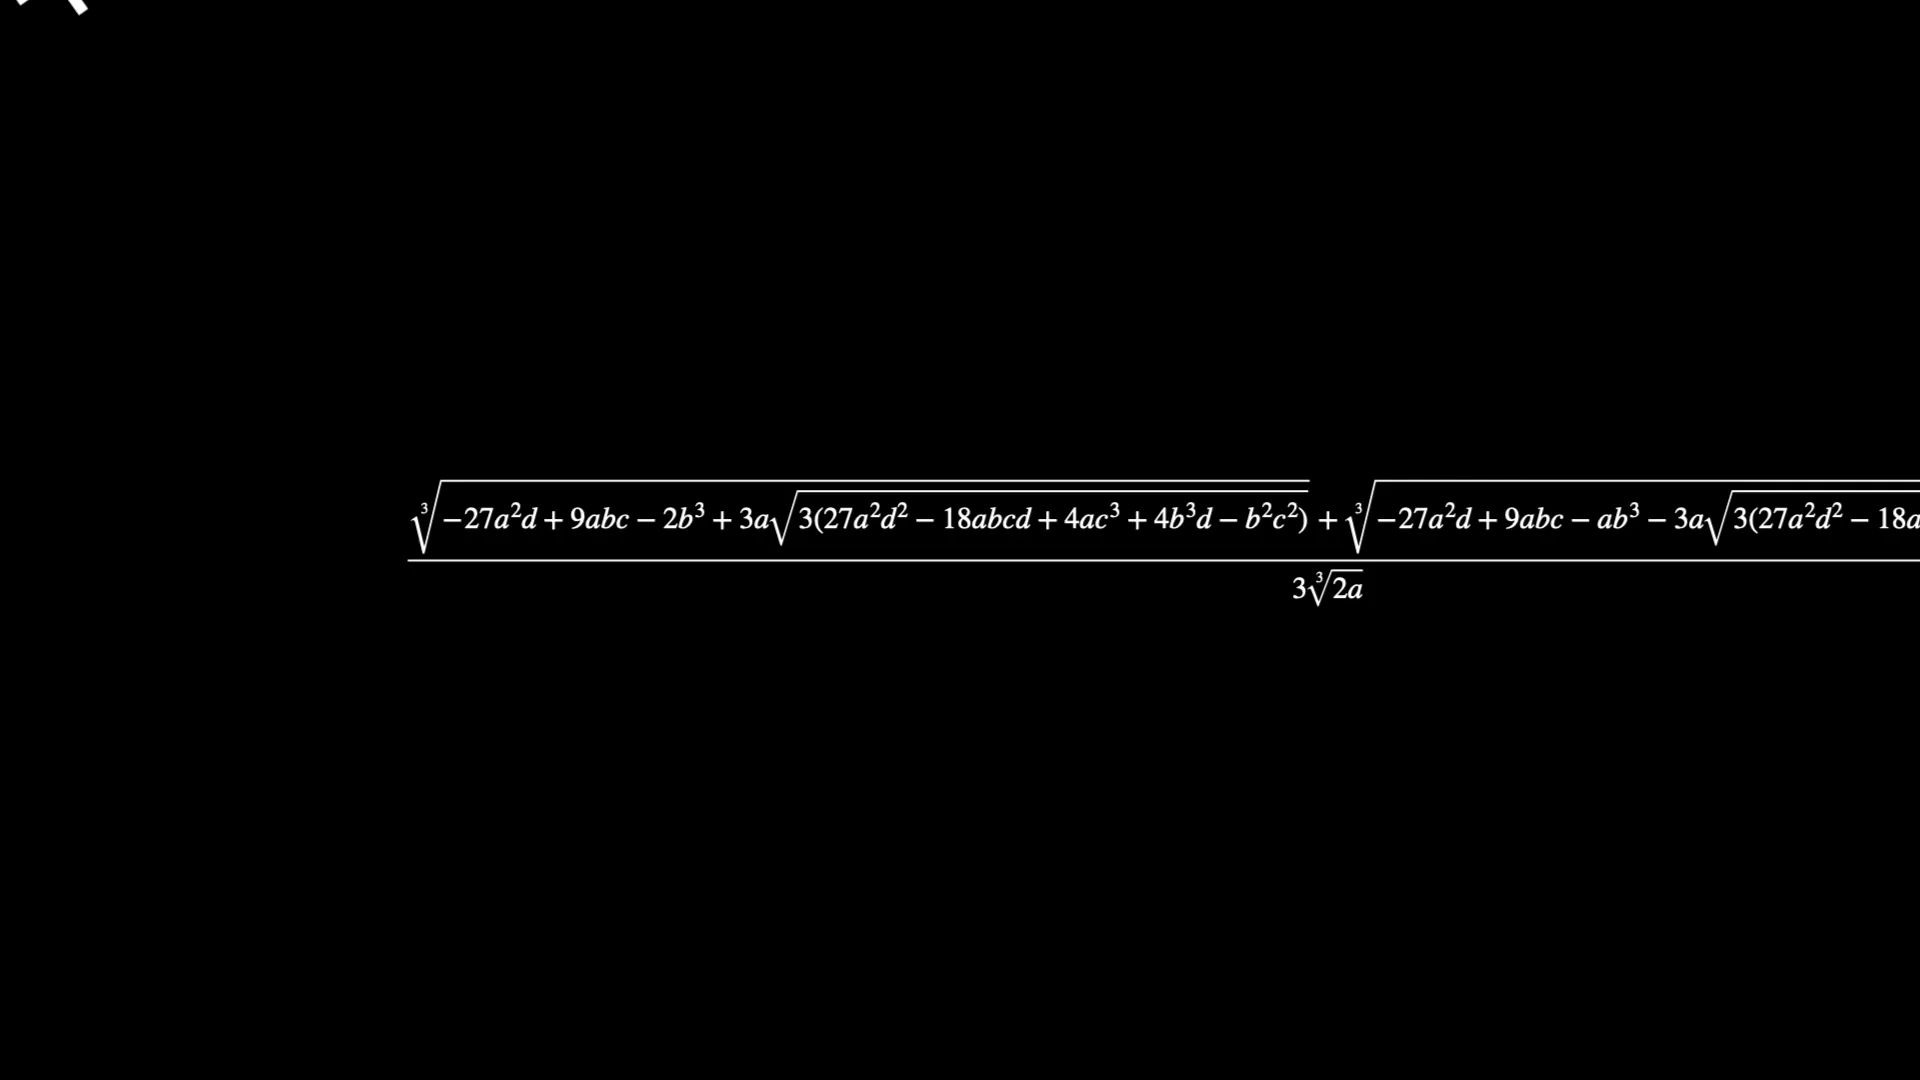 ∛(−27a²d + 9abc − 2b³ + 3a√(3(27a²d² − 18abcd + 4ac³ + 4b³d − b²c²))) + ∛(−27a²d + 9abc − ab³ − 3a√(3(27a²d² − 18a
3∛(2a)